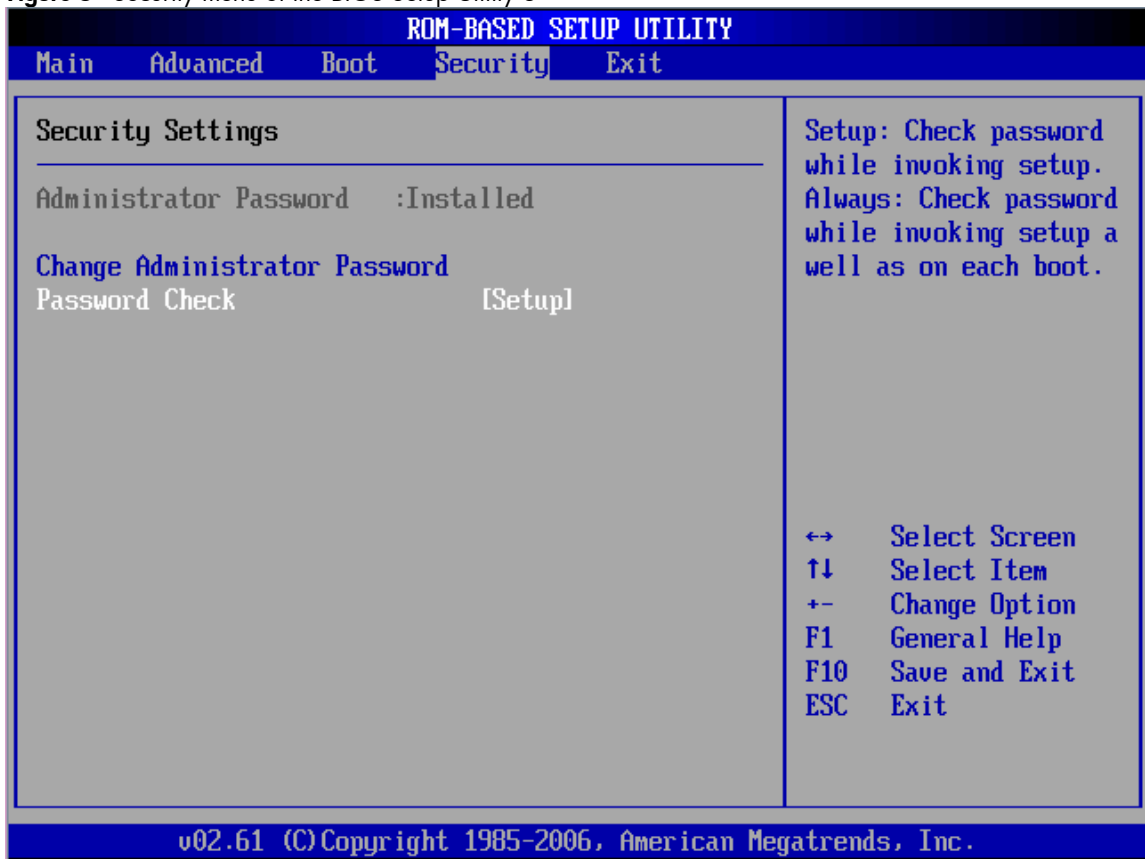 ROM-BASED SETUP UTILITY
Main Advanced Boot Security Exit
Security Settings
Administrator Password :Installed
Change Administrator Password
Password Check [Setup]
Setup: Check password
while invoking setup.
Always: Check password
while invoking setup a
well as on each boot.
←→ Select Screen
↑↓ Select Item
+- Change Option
F1 General Help
F10 Save and Exit
ESC Exit
v02.61 (C)Copyright 1985-2006, American Megatrends, Inc.